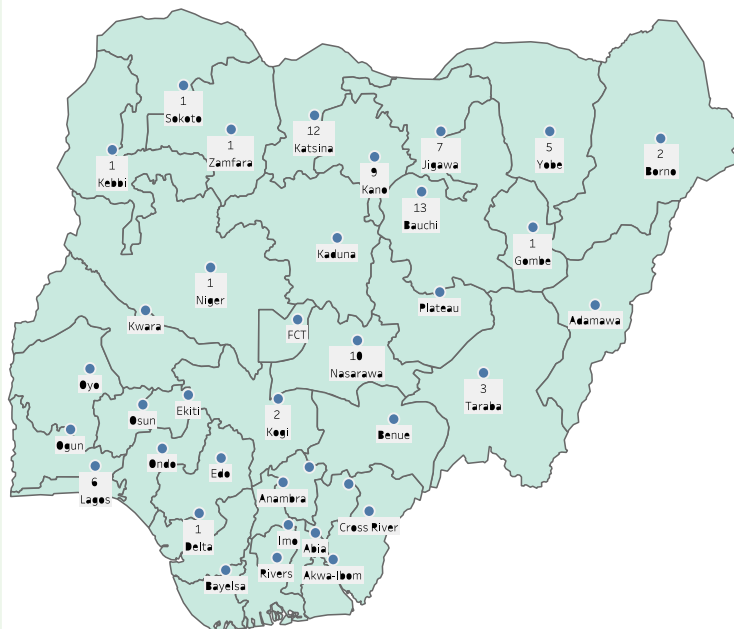 1
Sokoto
12
Katsina
1
Zamfara
7
Jigawa
5
Yobe
2
Borno
1
Kebbi
9
Kano
13
Bauchi
Kaduna
1
Gombe
1
Niger
Plateau
Adamawa
Kwara
FCT
10
Nasarawa
Oyo
3
Taraba
Osun
Ekiti
2
Kogi
Benue
Ogun
Ondo
Edo
6
Lagos
Anambra
1
Delta
Cross River
Imo
Abia
Bayelsa
Rivers
Akwa-Ibom